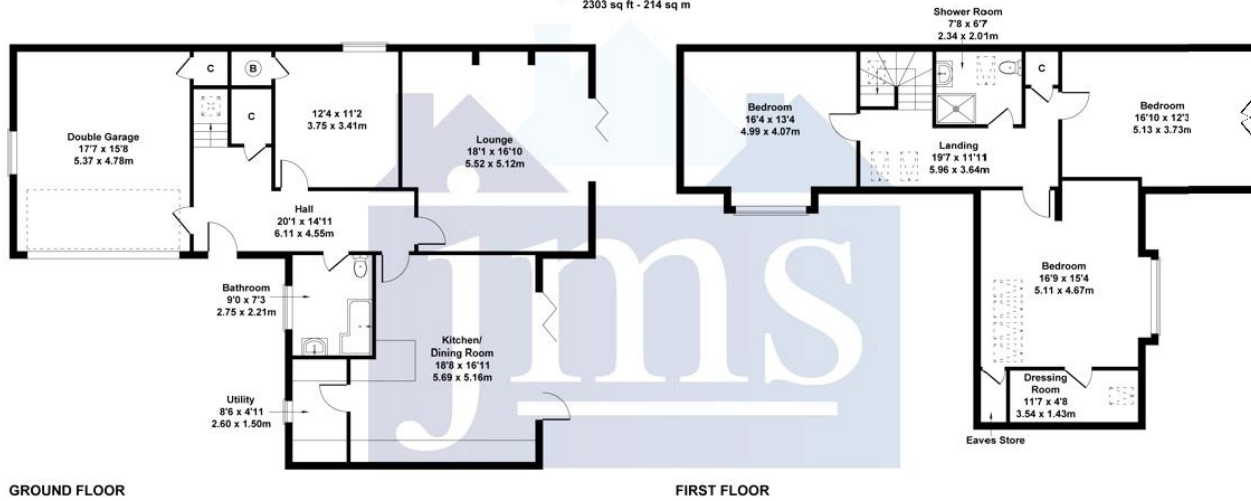 2303 sq ft - 214 sq m
Double Garage
17'7 x 15'8
5.37 x 4.78m
C
B
C
12'4 x 11'2
3.75 x 3.41m
Lounge
18'1 x 16'10
5.52 x 5.12m
Hall
20'1 x 14'11
6.11 x 4.55m
Bathroom
9'0 x 7'3
2.75 x 2.21m
Kitchen/
Dining Room
18'8 x 16'11
5.69 x 5.16m
Utility
8'6 x 4'11
2.60 x 1.50m
GROUND FLOOR
Shower Room
7'8 x 6'7
2.34 x 2.01m
Bedroom
16'4 x 13'4
4.99 x 4.07m
C
Bedroom
16'10 x 12'3
5.13 x 3.73m
Landing
19'7 x 11'11
5.96 x 3.64m
Bedroom
16'9 x 15'4
5.11 x 4.67m
Dressing
Room
11'7 x 4'8
3.54 x 1.43m
Eaves Store
FIRST FLOOR
jms